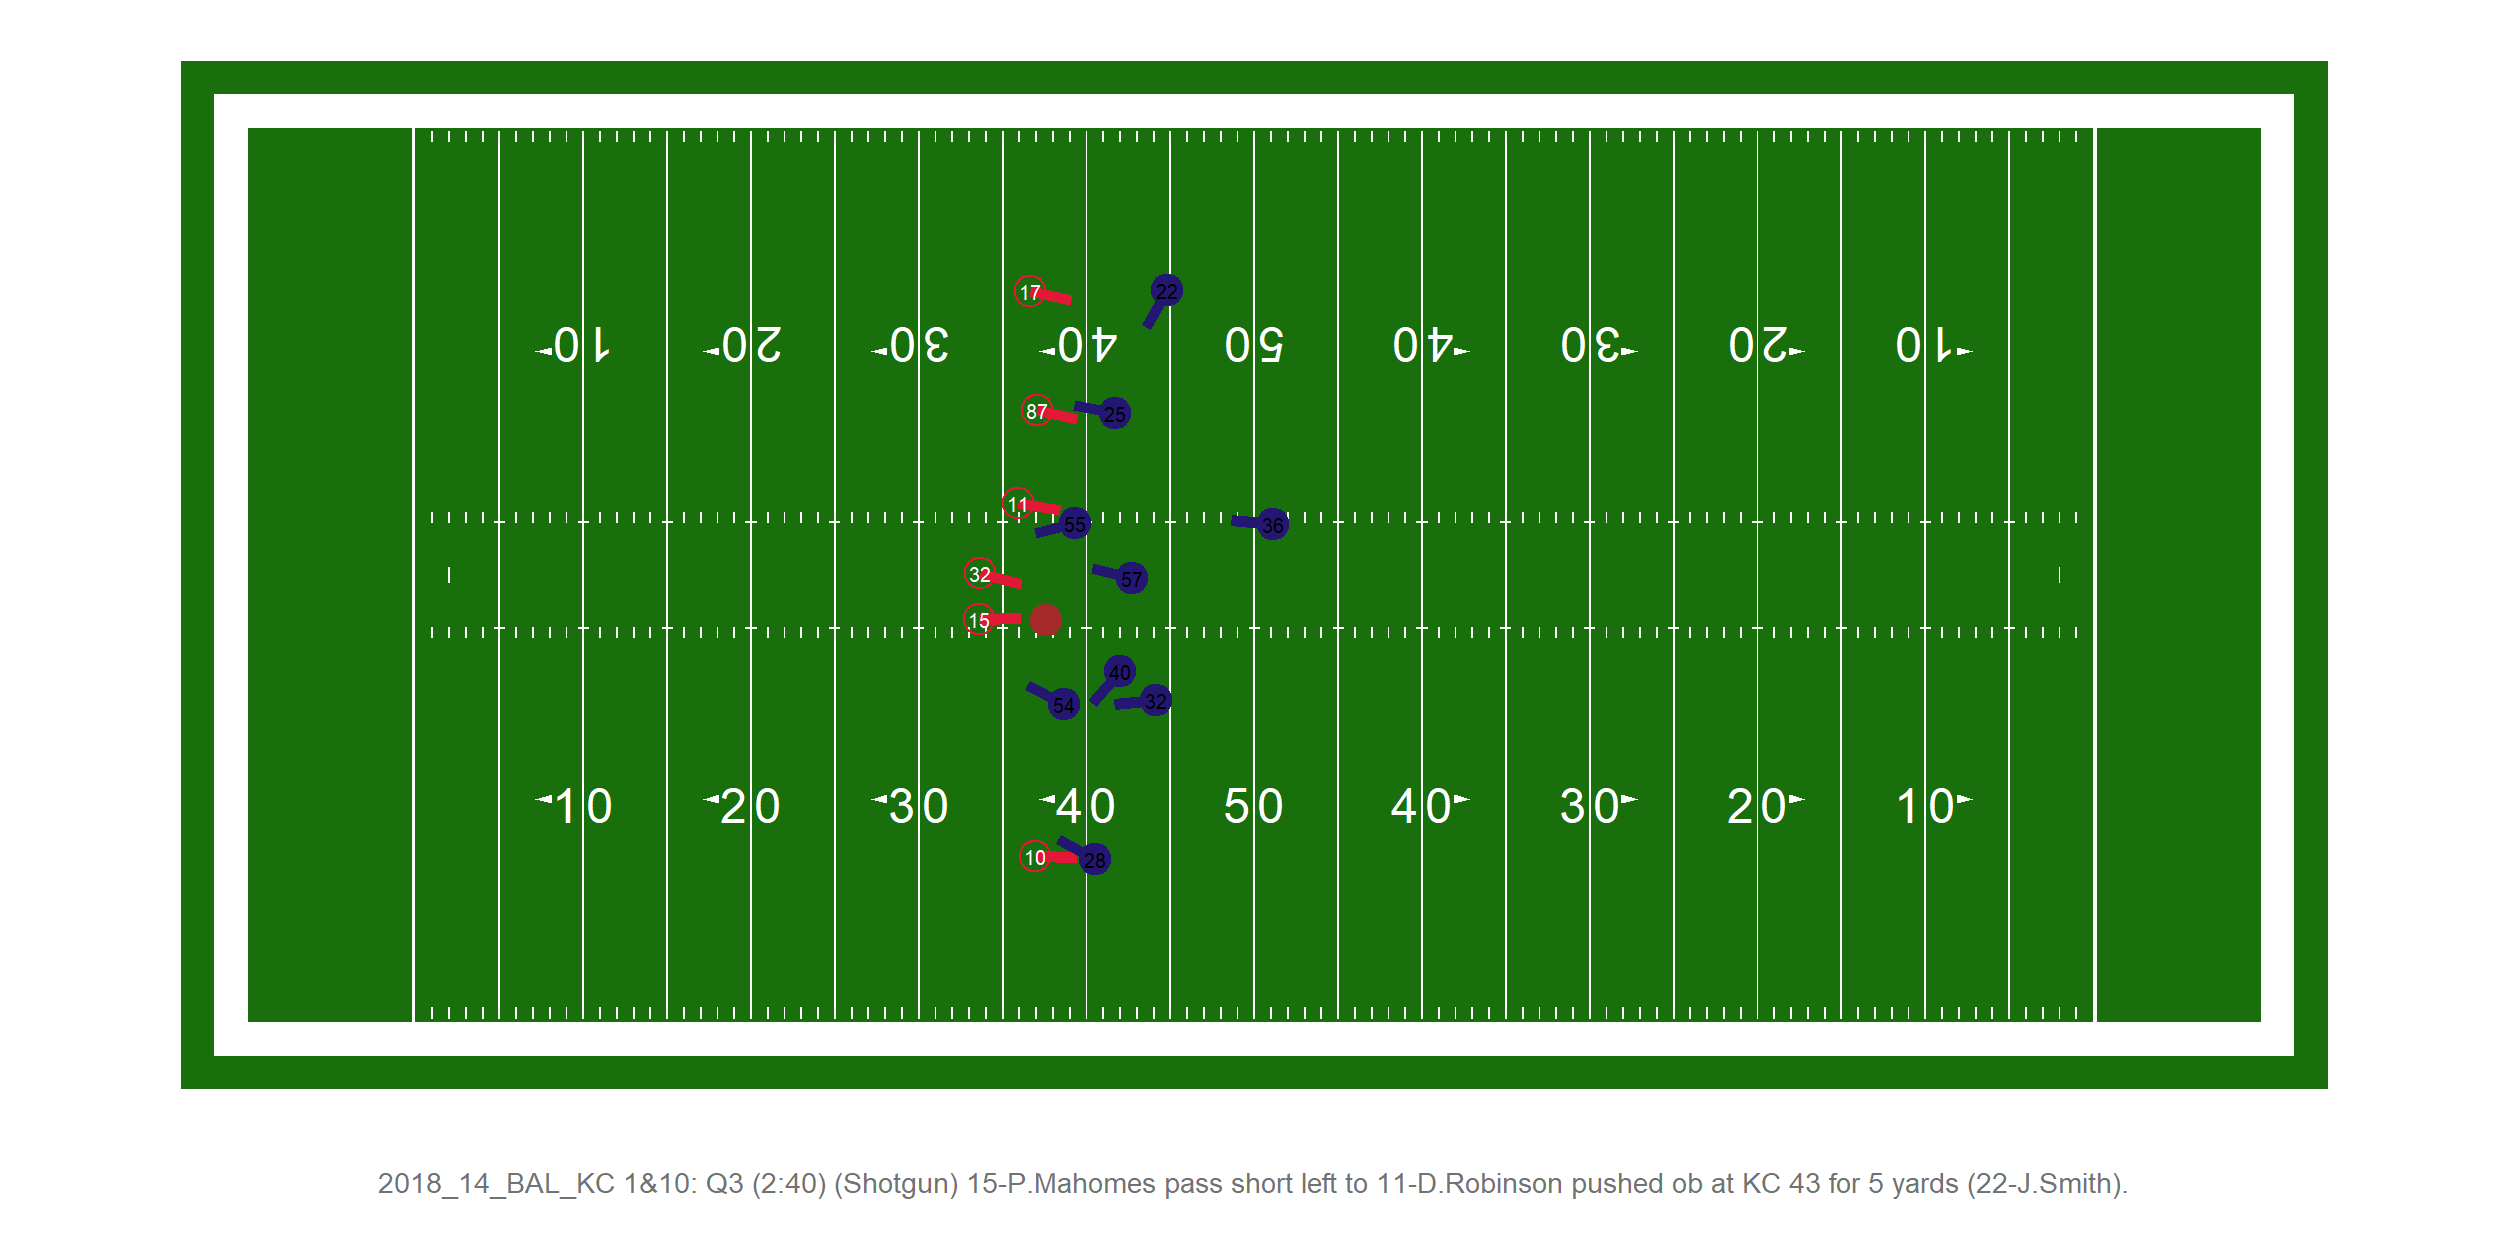 17 22
10 20 30 40 50 40 30 20 10
87 25
11 55 36
32 57
15
40
54 32
10 20 30 40 50 40 30 20 10
10 28
2018_14_BAL_KC 1&10: Q3 (2:40) (Shotgun) 15-P.Mahomes pass short left to 11-D.Robinson pushed ob at KC 43 for 5 yards (22-J.Smith).